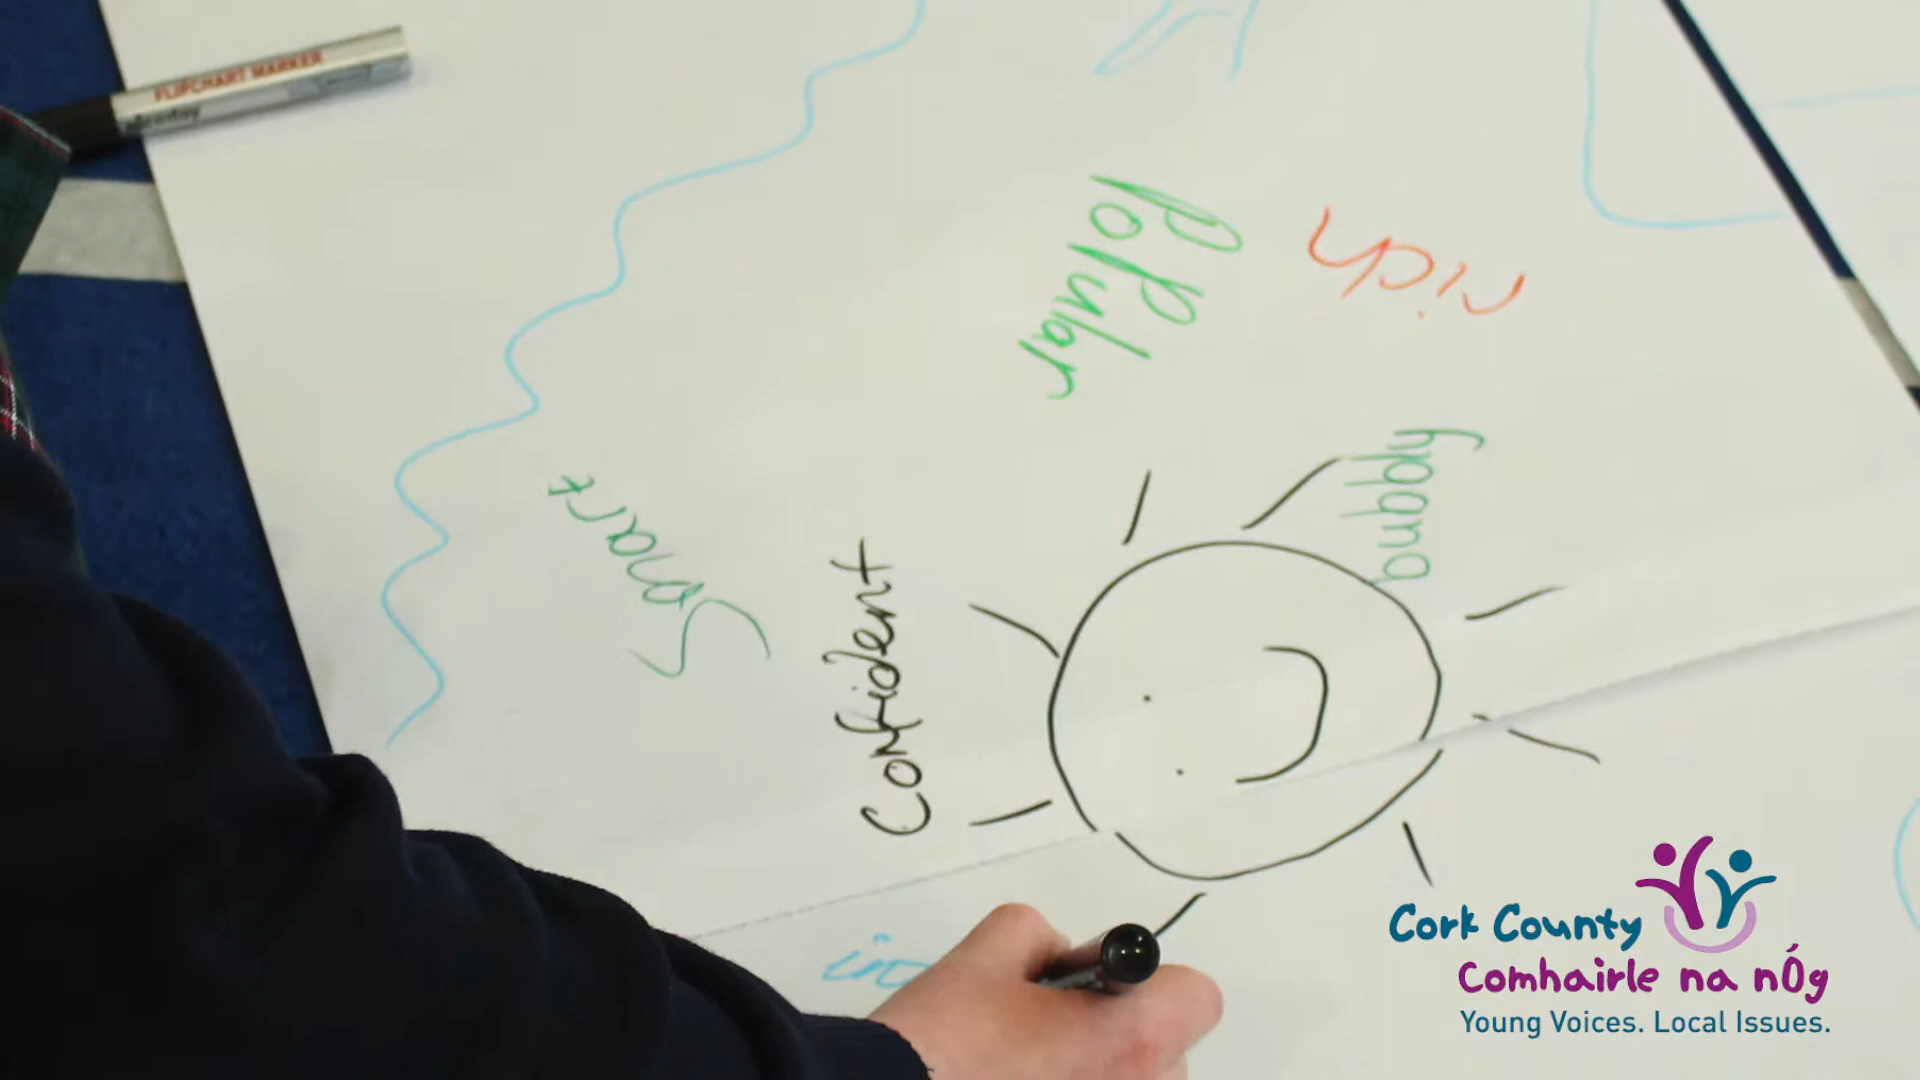 FLIPCHART MARKER
Popular
rich
bubbly
Smart
Confident
Cork County
Comhairle na nÓg
Young Voices. Local Issues.